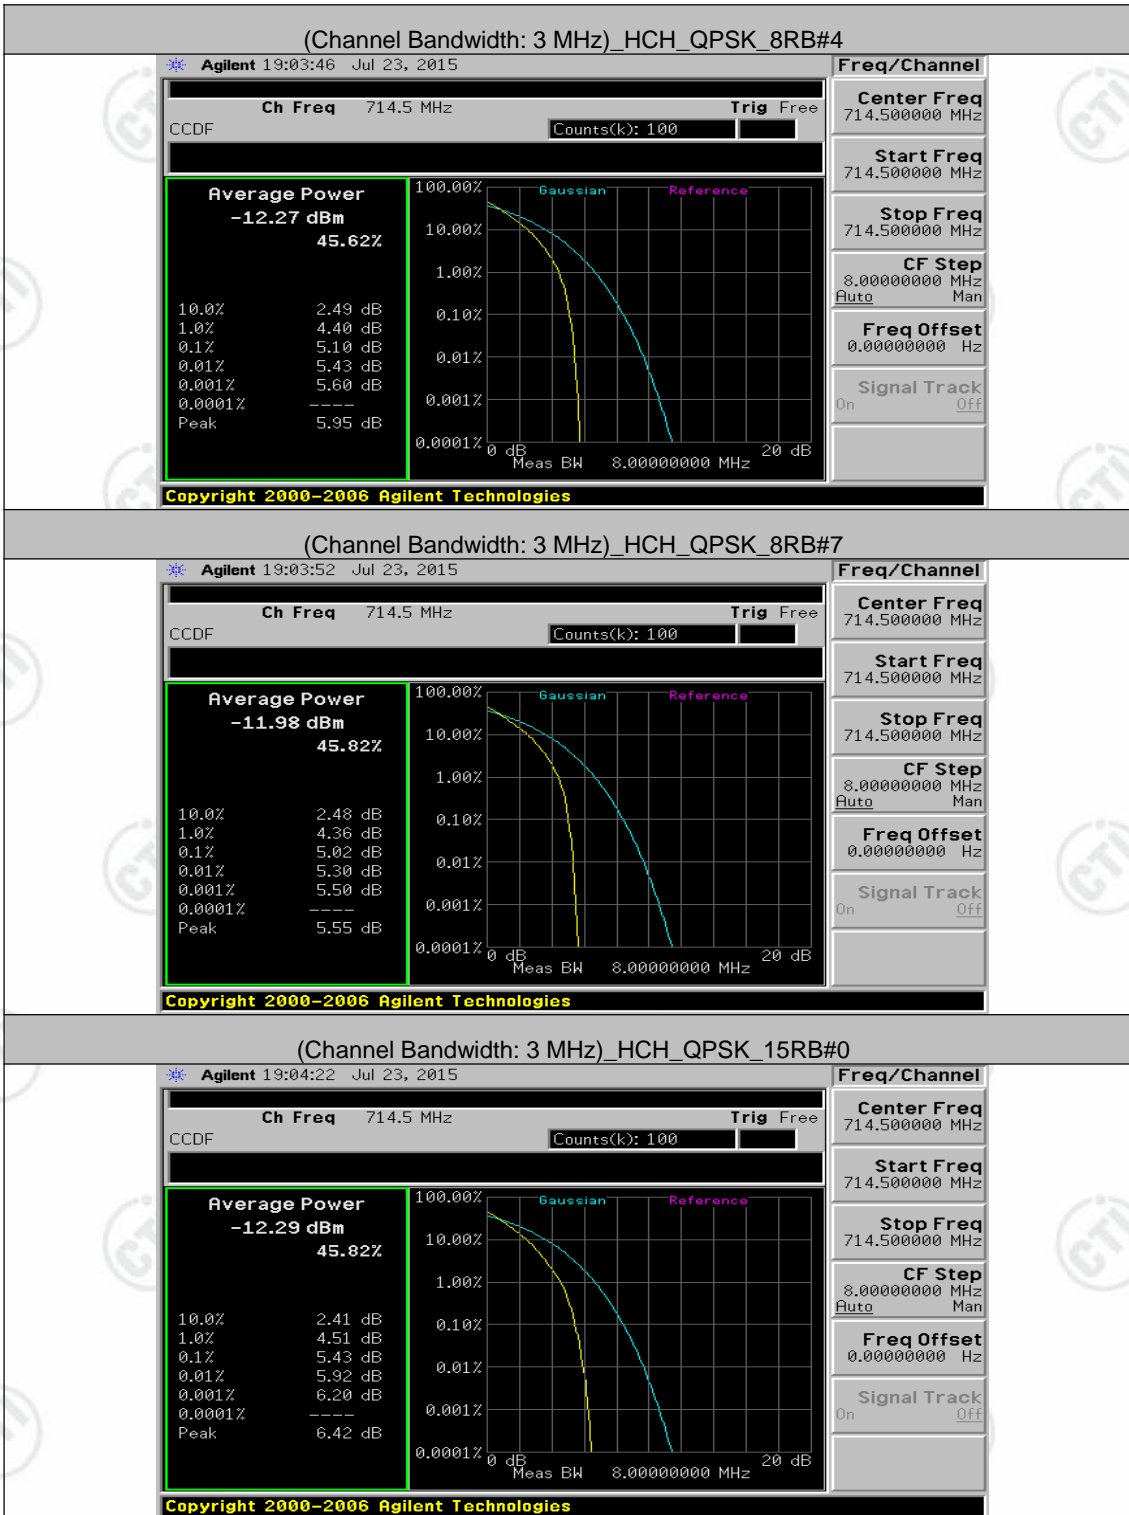 (Channel Bandwidth: 3 MHz)_HCH_QPSK_8RB#4
Agilent 19:03:46 Jul 23, 2015
Freq/Channel
Ch Freq 714.5 MHz Trig Free
CCDF Counts(k): 100
Average Power
-12.27 dBm
45.62%
10.0% 2.49 dB
1.0% 4.40 dB
0.1% 5.10 dB
0.01% 5.43 dB
0.001% 5.60 dB
0.0001% ----
Peak 5.95 dB
Gaussian Reference
100.00%
10.00%
1.00%
0.10%
0.01%
0.001%
0.0001%
0 dB 20 dB
Meas BW 8.00000000 MHz
Center Freq
714.500000 MHz
Start Freq
714.500000 MHz
Stop Freq
714.500000 MHz
CF Step
8.00000000 MHz
Auto Man
Freq Offset
0.00000000 Hz
Signal Track
On Off
Copyright 2000-2006 Agilent Technologies
(Channel Bandwidth: 3 MHz)_HCH_QPSK_8RB#7
Agilent 19:03:52 Jul 23, 2015
Freq/Channel
Ch Freq 714.5 MHz Trig Free
CCDF Counts(k): 100
Average Power
-11.98 dBm
45.82%
10.0% 2.48 dB
1.0% 4.36 dB
0.1% 5.02 dB
0.01% 5.30 dB
0.001% 5.50 dB
0.0001% ----
Peak 5.55 dB
Gaussian Reference
100.00%
10.00%
1.00%
0.10%
0.01%
0.001%
0.0001%
0 dB 20 dB
Meas BW 8.00000000 MHz
Center Freq
714.500000 MHz
Start Freq
714.500000 MHz
Stop Freq
714.500000 MHz
CF Step
8.00000000 MHz
Auto Man
Freq Offset
0.00000000 Hz
Signal Track
On Off
Copyright 2000-2006 Agilent Technologies
(Channel Bandwidth: 3 MHz)_HCH_QPSK_15RB#0
Agilent 19:04:22 Jul 23, 2015
Freq/Channel
Ch Freq 714.5 MHz Trig Free
CCDF Counts(k): 100
Average Power
-12.29 dBm
45.82%
10.0% 2.41 dB
1.0% 4.51 dB
0.1% 5.43 dB
0.01% 5.92 dB
0.001% 6.20 dB
0.0001% ----
Peak 6.42 dB
Gaussian Reference
100.00%
10.00%
1.00%
0.10%
0.01%
0.001%
0.0001%
0 dB 20 dB
Meas BW 8.00000000 MHz
Center Freq
714.500000 MHz
Start Freq
714.500000 MHz
Stop Freq
714.500000 MHz
CF Step
8.00000000 MHz
Auto Man
Freq Offset
0.00000000 Hz
Signal Track
On Off
Copyright 2000-2006 Agilent Technologies
CTI
CTI
CTI
CTI
CTI
CTI
CTI